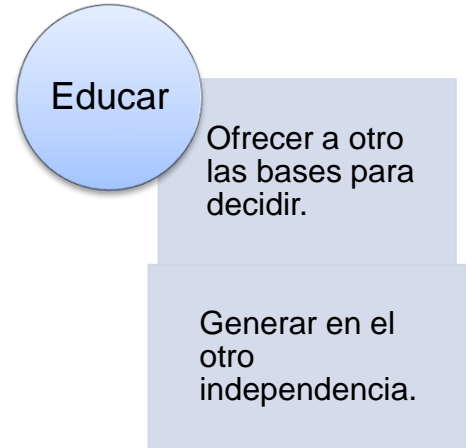 Educar
Ofrecer a otro
las bases para
decidir.
Generar en el
otro
independencia.